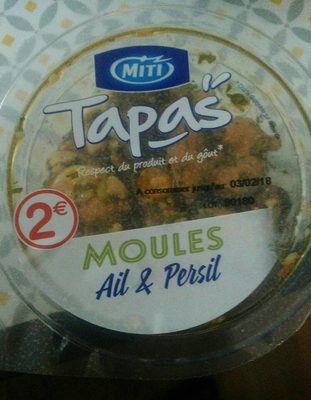 MITI
Tapas
Respect du produit et du goût*
A consommer jusqu'au: 03/02/18
2€
MOULES
Ail & Persil